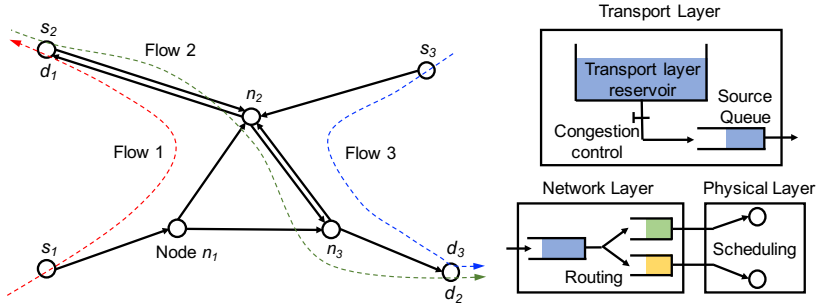 s2
d1
Flow 2
s3
n2
Flow 1
Flow 3
s1
Node n1
n3
d3
d2
Transport Layer
Transport layer
reservoir
Source
Queue
Congestion
control
Network Layer
Routing
Physical Layer
Scheduling